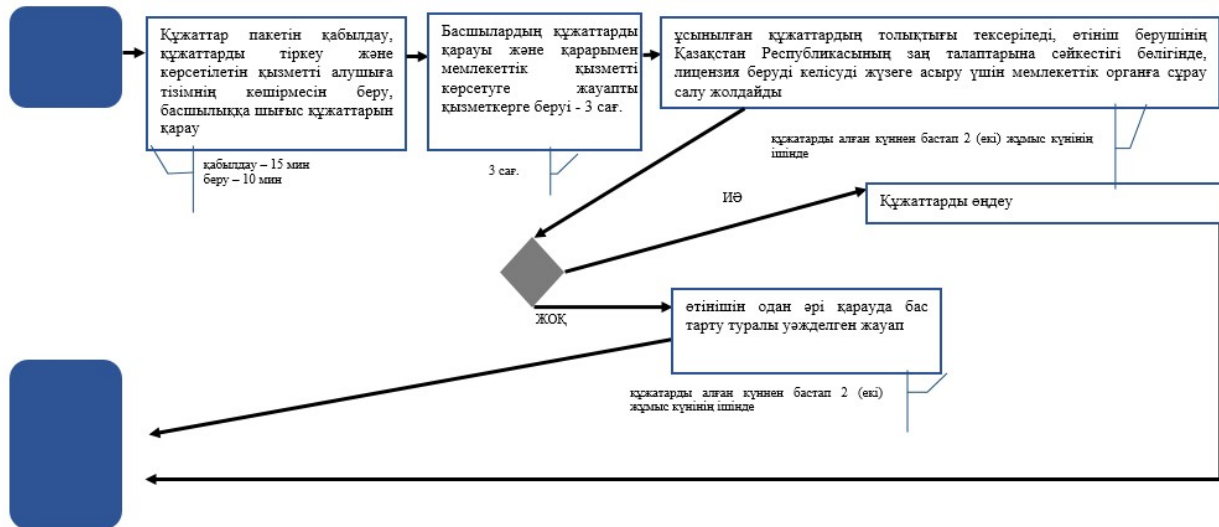 Құжаттар пакетін қабылдау,
құжаттарды тіркеу және
көрсетілетін қызметті алушыға
тізімнің көшірмесін беру,
басшылыққа шығыс құжаттарын
қарау
қабылдау – 15 мин
беру – 10 мин
Басшылардың құжаттарды
қарауы және қарарымен
мемлекеттік қызметті
көрсетуге жауапты
қызметкерге беруі - 3 сағ.
3 сағ.
ұсынылған құжаттардың толықтығы тексеріледі, өтініш берушінің
Қазақстан Республикасының заң талаптарына сәйкестігі бөлігінде,
лицензия беруді келісуді жүзеге асыру үшін мемлекеттік органға сұрау
салу жолдайды
құжатарды алған күннен бастап 2 (екі) жұмыс күнінің
ішінде
ИӘ
Құжаттарды өңдеу
ЖОҚ
өтінішін одан әрі қарауда бас
тарту туралы уәжделген жауап
құжатарды алған күннен бастап 2 (екі)
жұмыс күнінің ішінде